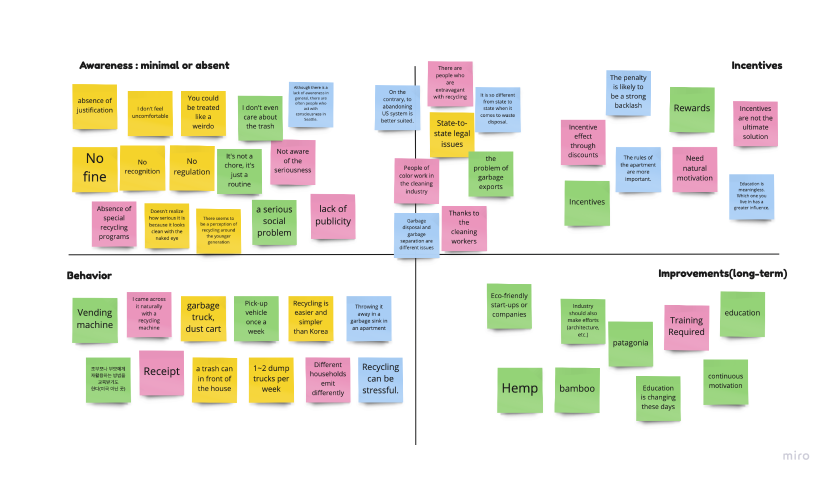 Awareness : minimal or absent
absence of
justification
I don't feel
uncomfortable
You could
be treated
like a
weirdo
I don't even
care about
the trash
Although there is a
lack of awareness in
general, there are
often people who
act with
consciousness in
Seattle.
No
fine
No
recognition
No
regulation
It's not a
chore, it's
just a
routine
Not aware
of the
seriousness
Absence of
special
recycling
programs
Doesn't realize
how serious it is
because it looks
clean with the
naked eye
There seems to
be a perception of
recycling around
the younger
generation
a serious
social
problem
lack of
publicity
On the
contrary, to
abandoning
US system is
better suited.
There are
people who
are
extravagant
with recycling.
It is so different
from state to
state when it
comes to waste
disposal.
State-to-
state legal
issues
People of
color work in
the cleaning
industry
the
problem of
garbage
exports
Garbage
disposal and
garbage
separation are
different issues
Thanks to
the
cleaning
workers
Incentives
The penalty
is likely to
be a strong
backlash
Rewards
Incentives
are not the
ultimate
solution
Incentive
effect
through
discounts
The rules of
the apartment
are more
important.
Need
natural
motivation
Incentives
Education is
meaningless.
Which one you
live in has a
greater influence.
Behavior
Vending
machine
I came across
it naturally
with a
recycling
machine
garbage
truck,
dust cart
Pick-up
vehicle
once a
week
Recycling is
easier and
simpler
than Korea
Throwing it
away in a
garbage sink in
an apartment
Receipt
a trash can
in front of
the house
1~2 dump
trucks per
week
Different
households
emit
differently
Recycling
can be
stressful.
Improvements(long-term)
Eco-friendly
start-ups or
companies
Industry
should also
make efforts
(architecture,
etc.)
patagonia
Training
Required
education
Hemp
bamboo
Education
is changing
these days
continuous
motivation
miro